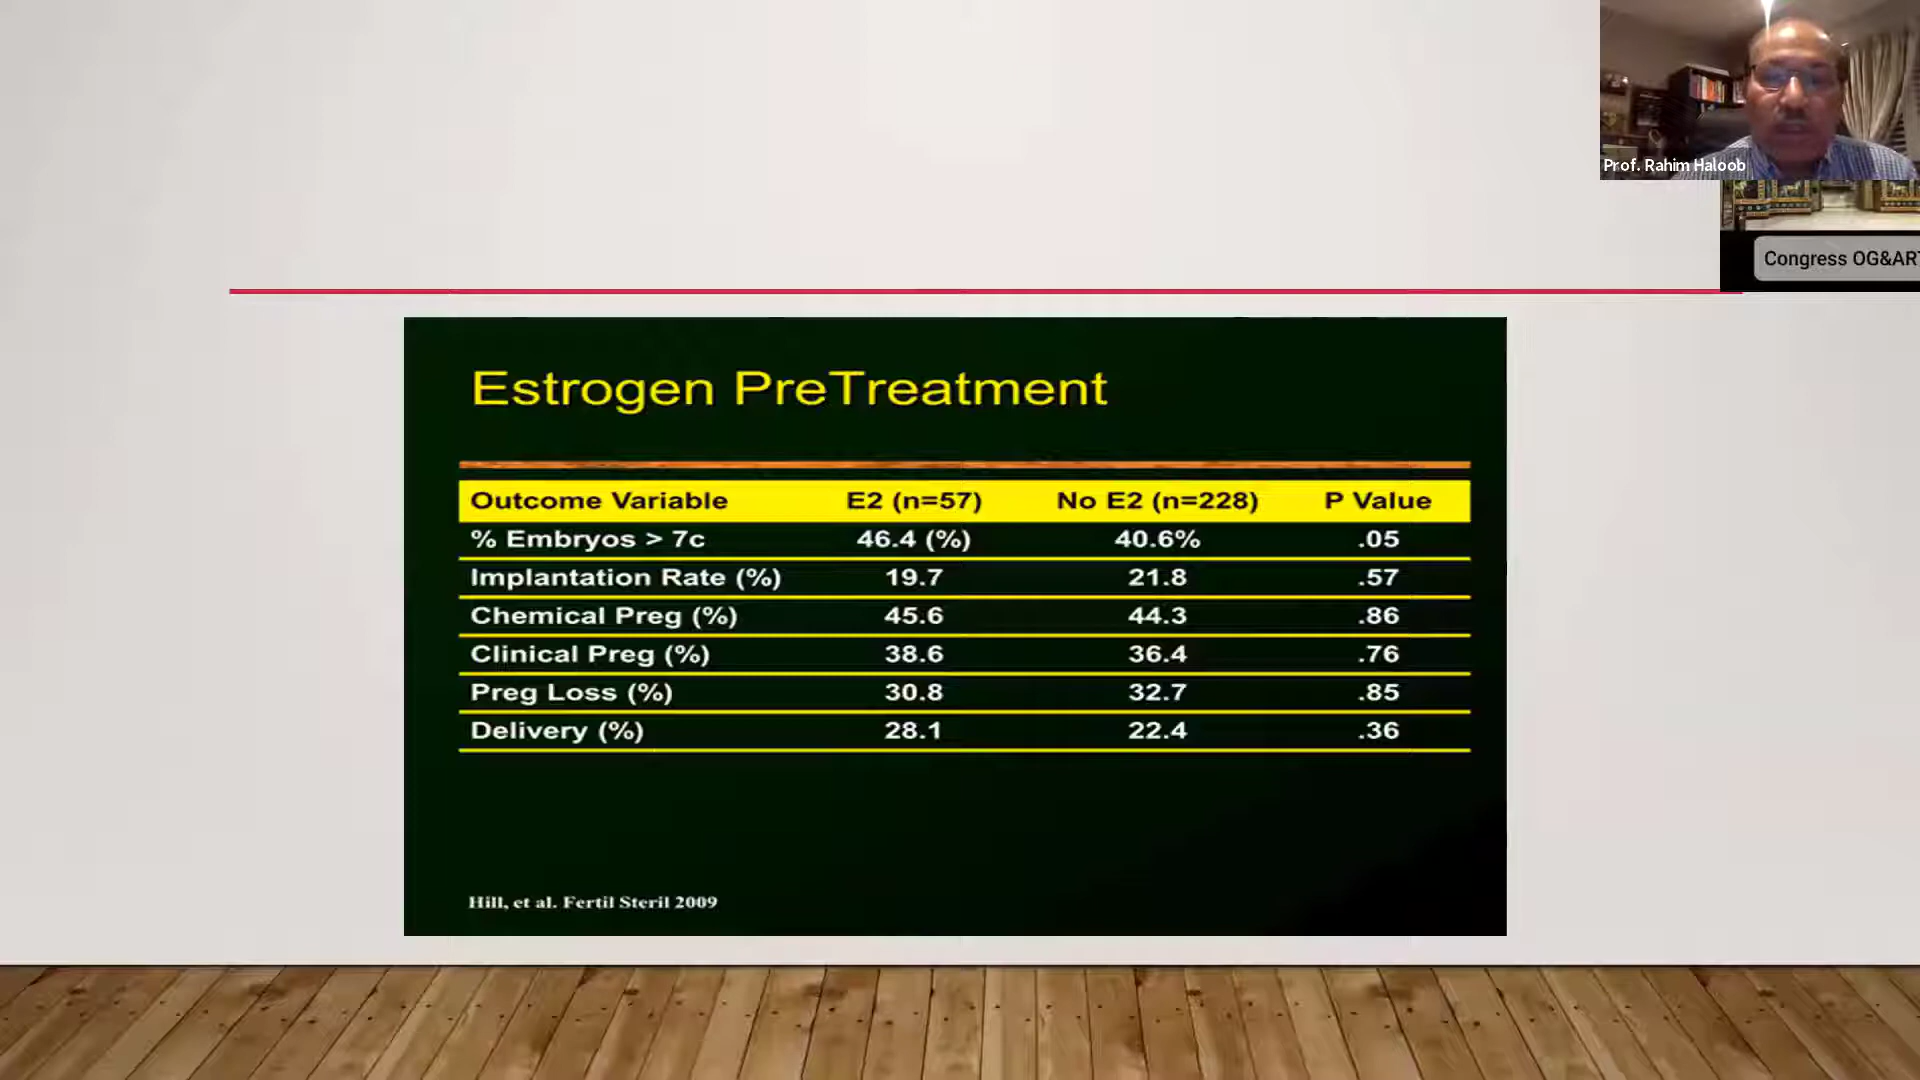 Prof. Rahim Haloob
Congress OG&ART
Estrogen PreTreatment
Outcome Variable E2 (n=57) No E2 (n=228) P Value
% Embryos > 7c 46.4 (%) 40.6% .05
Implantation Rate (%) 19.7 21.8 .57
Chemical Preg (%) 45.6 44.3 .86
Clinical Preg (%) 38.6 36.4 .76
Preg Loss (%) 30.8 32.7 .85
Delivery (%) 28.1 22.4 .36
Hill, et al. Fertil Steril 2009